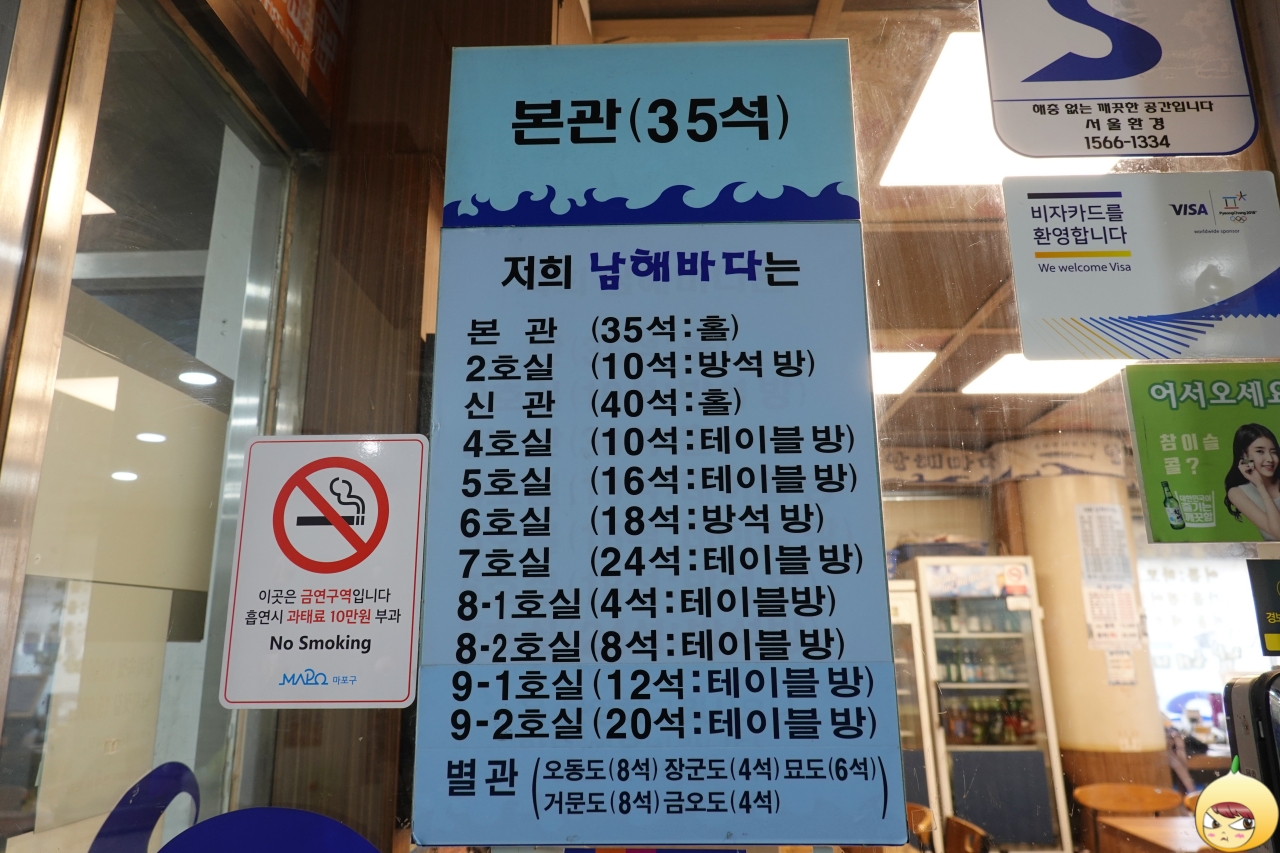 본관(35석)
저희 남해바다는
본 관 (35석:홀)
2호실 (10석:방석 방)
신 관 (40석:홀)
4호실 (10석:테이블 방)
5호실 (16석:테이블 방)
6호실 (18석:방석 방)
7호실 (24석:테이블 방)
8-1호실 (4석:테이블방)
8-2호실 (8석:테이블 방)
9-1호실 (12석:테이블 방)
9-2호실 (20석:테이블 방)
별관 (오동도(8석) 장군도(4석) 묘도(6석)
거문도(8석) 금오도(4석))
이곳은 금연구역입니다
흡연시 과태료 10만원 부과
No Smoking
MAPO 마포구
해충 없는 깨끗한 공간입니다
서울환경
1566-1334
비자카드를
환영합니다
We welcome Visa
VISA
PyeongChang2018
worldwide sponsor
어서오세요
참이슬
콜?